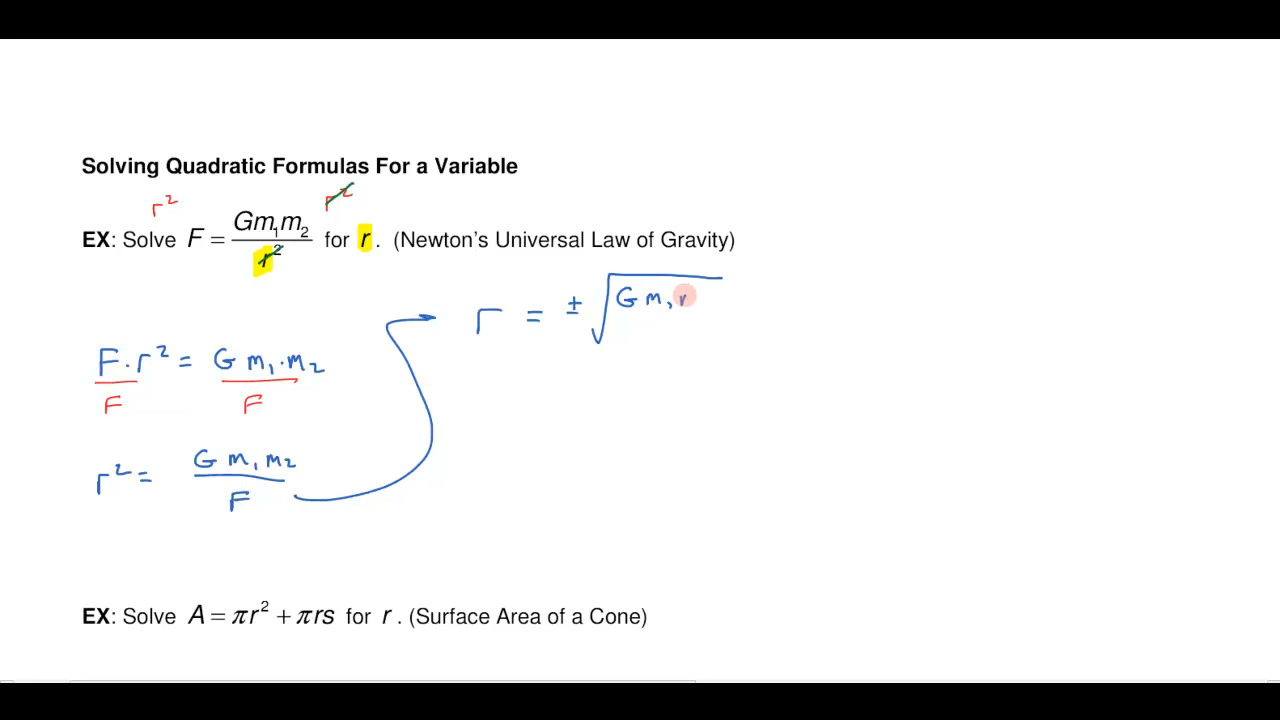 Solving Quadratic Formulas For a Variable
r² r²
EX: Solve F = Gm₁m₂ / r² for r. (Newton's Universal Law of Gravity)
r = ± √ G m₁
F · r² = G m₁ · m₂
F F
r² = G m₁ m₂ / F
EX: Solve A = πr² + πrs for r. (Surface Area of a Cone)